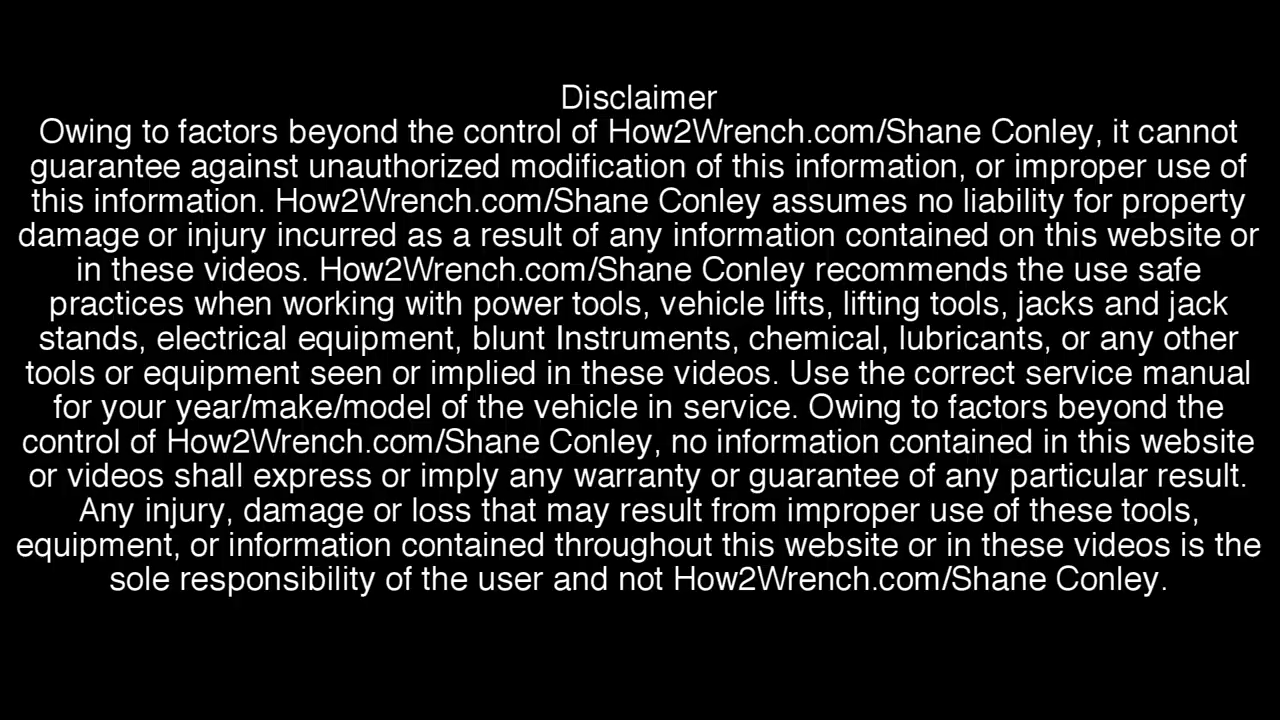 Disclaimer
Owing to factors beyond the control of How2Wrench.com/Shane Conley, it cannot
guarantee against unauthorized modification of this information, or improper use of
this information. How2Wrench.com/Shane Conley assumes no liability for property
damage or injury incurred as a result of any information contained on this website or
in these videos. How2Wrench.com/Shane Conley recommends the use safe
practices when working with power tools, vehicle lifts, lifting tools, jacks and jack
stands, electrical equipment, blunt Instruments, chemical, lubricants, or any other
tools or equipment seen or implied in these videos. Use the correct service manual
for your year/make/model of the vehicle in service. Owing to factors beyond the
control of How2Wrench.com/Shane Conley, no information contained in this website
or videos shall express or imply any warranty or guarantee of any particular result.
Any injury, damage or loss that may result from improper use of these tools,
equipment, or information contained throughout this website or in these videos is the
sole responsibility of the user and not How2Wrench.com/Shane Conley.